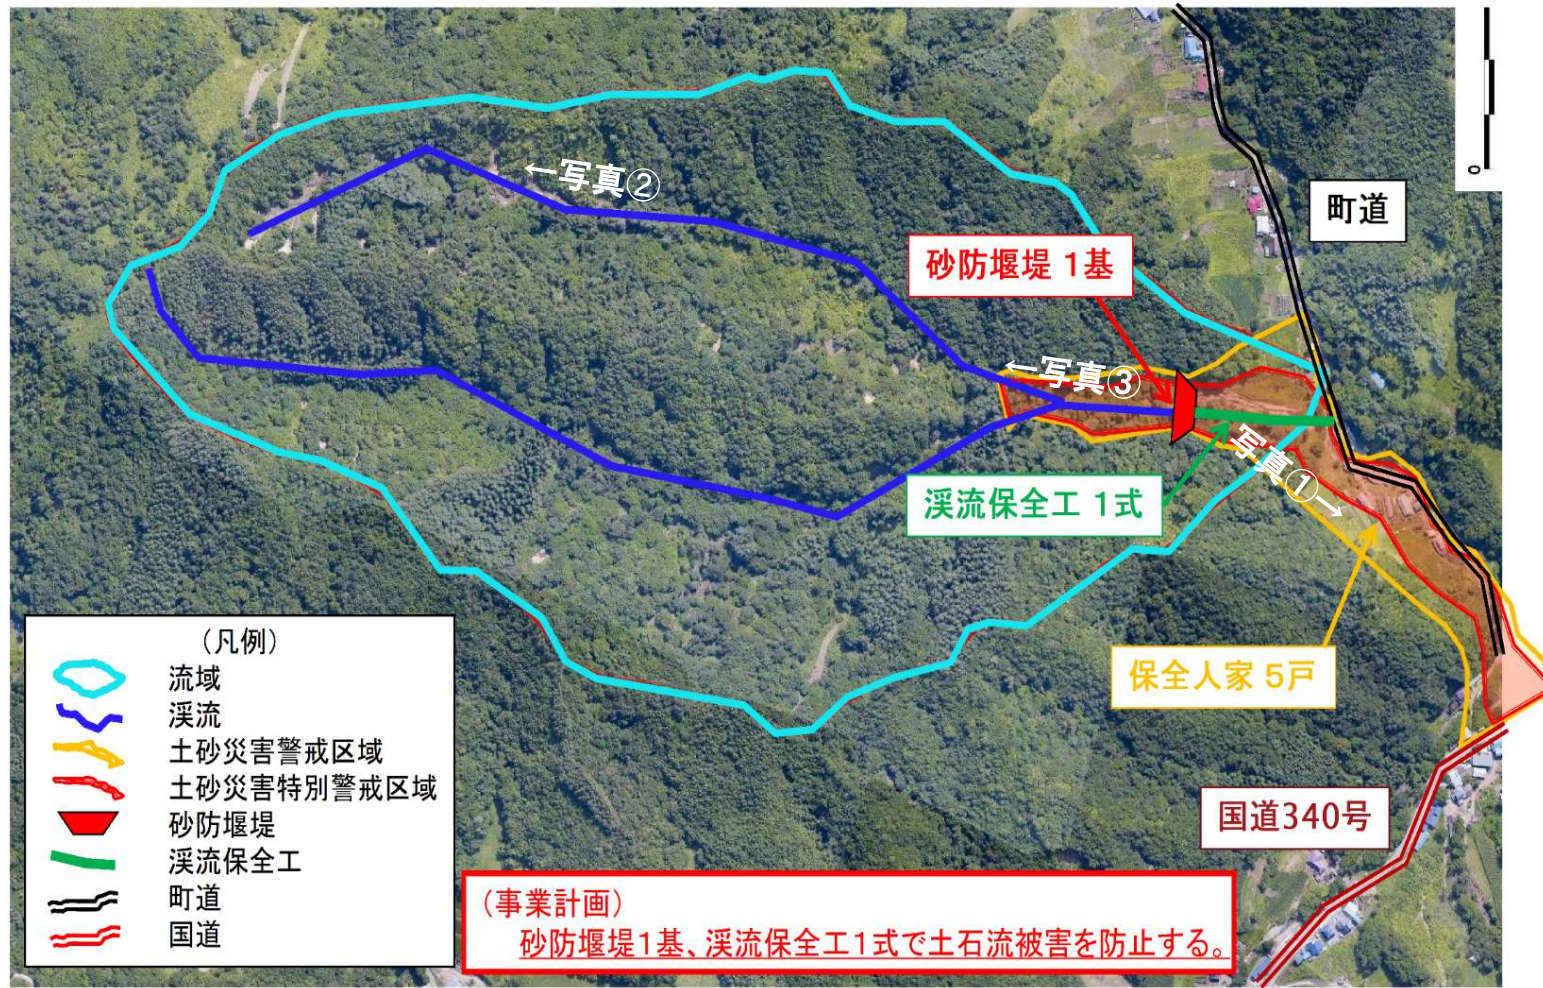 ←写真②
町道
0
砂防堰堤 1基
←写真③
写真①→
渓流保全工 1式
保全人家 5戸
国道340号
(凡例)
流域
渓流
土砂災害警戒区域
土砂災害特別警戒区域
砂防堰堤
渓流保全工
町道
国道
(事業計画)
砂防堰堤1基、渓流保全工1式で土石流被害を防止する。